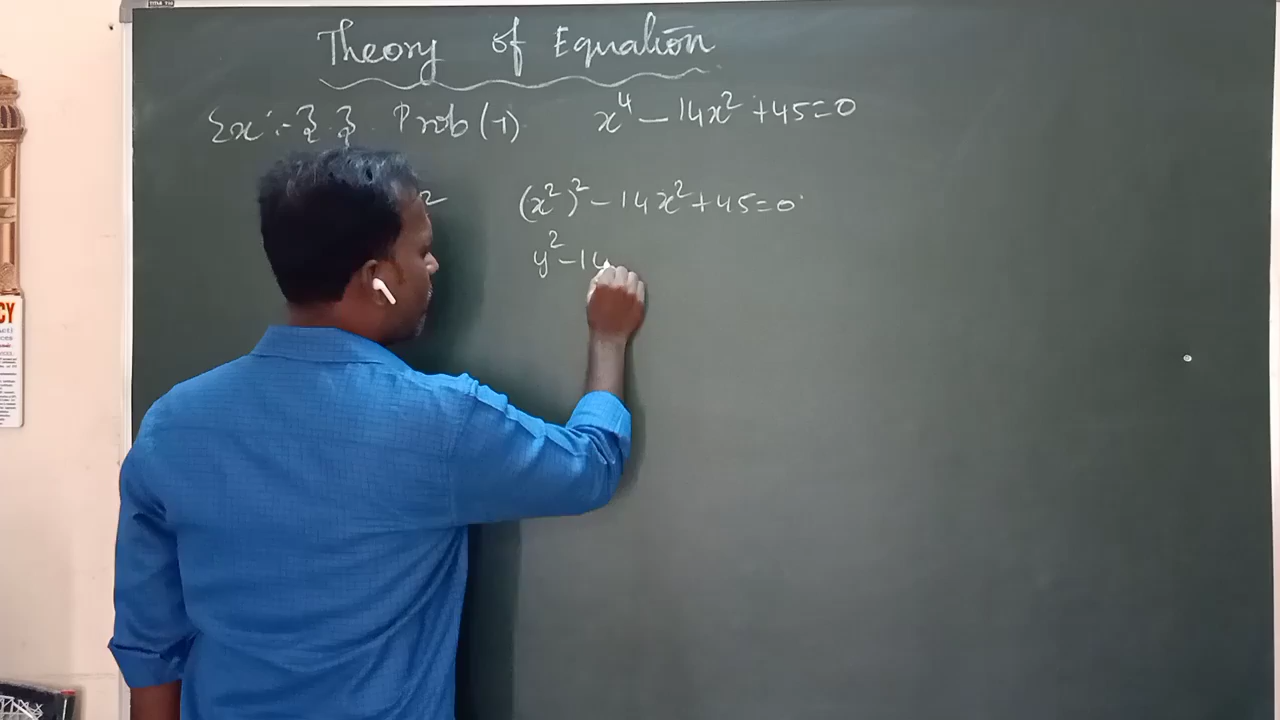 Theory of Equation
Ex :- 3.3 Prob (1) x⁴ - 14x² + 45 = 0
(x²)² - 14x² + 45 = 0
y² - 14
CY